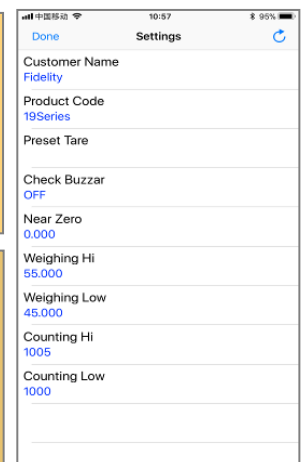 中国移动 10:57 95%
Done Settings
Customer Name
Fidelity
Product Code
19Series
Preset Tare
Check Buzzar
OFF
Near Zero
0.000
Weighing Hi
55.000
Weighing Low
45.000
Counting Hi
1005
Counting Low
1000